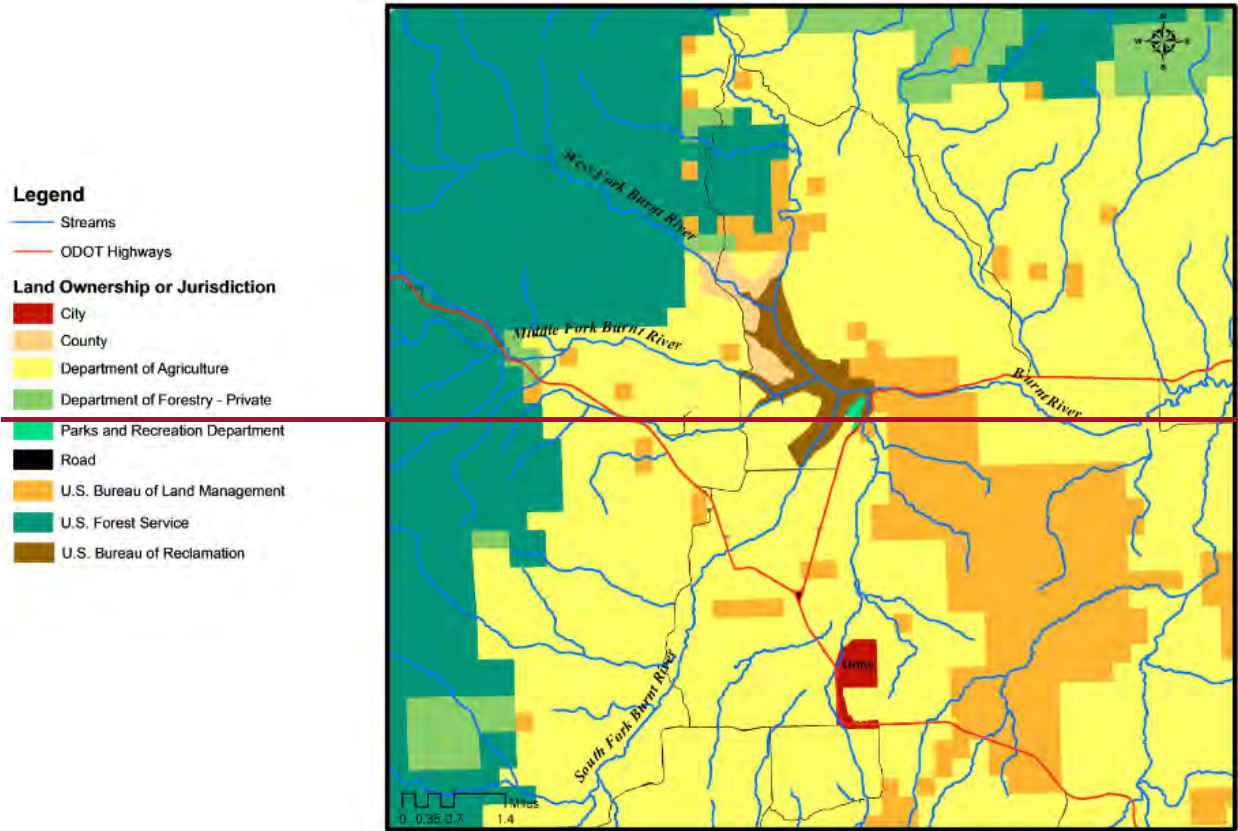 Legend
Streams
ODOT Highways
Land Ownership or Jurisdiction
City
County
Department of Agriculture
Department of Forestry - Private
Parks and Recreation Department
Road
U.S. Bureau of Land Management
U.S. Forest Service
U.S. Bureau of Reclamation
N
W E
S
West Fork Burnt River
Middle Fork Burnt River
Burnt River
South Fork Burnt River
Miles
0 0.35 0.7 1.4